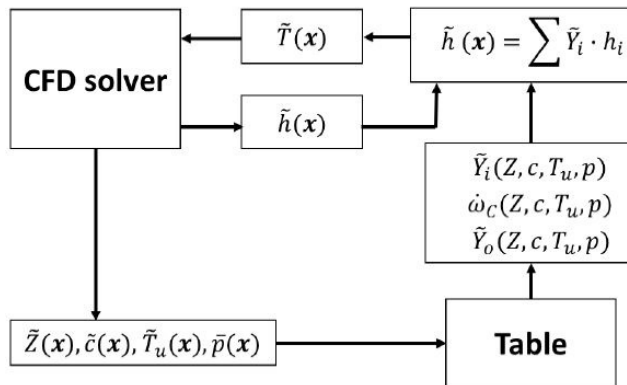 CFD solver
T̃(x)
h̃(x) = ∑ Ỹᵢ · hᵢ
h̃(x)
Ỹᵢ(Z, c, Tᵤ, p)
ω̇_C(Z, c, Tᵤ, p)
Ỹₒ(Z, c, Tᵤ, p)
Z̃(x), c̃(x), T̃ᵤ(x), p̄(x)
Table